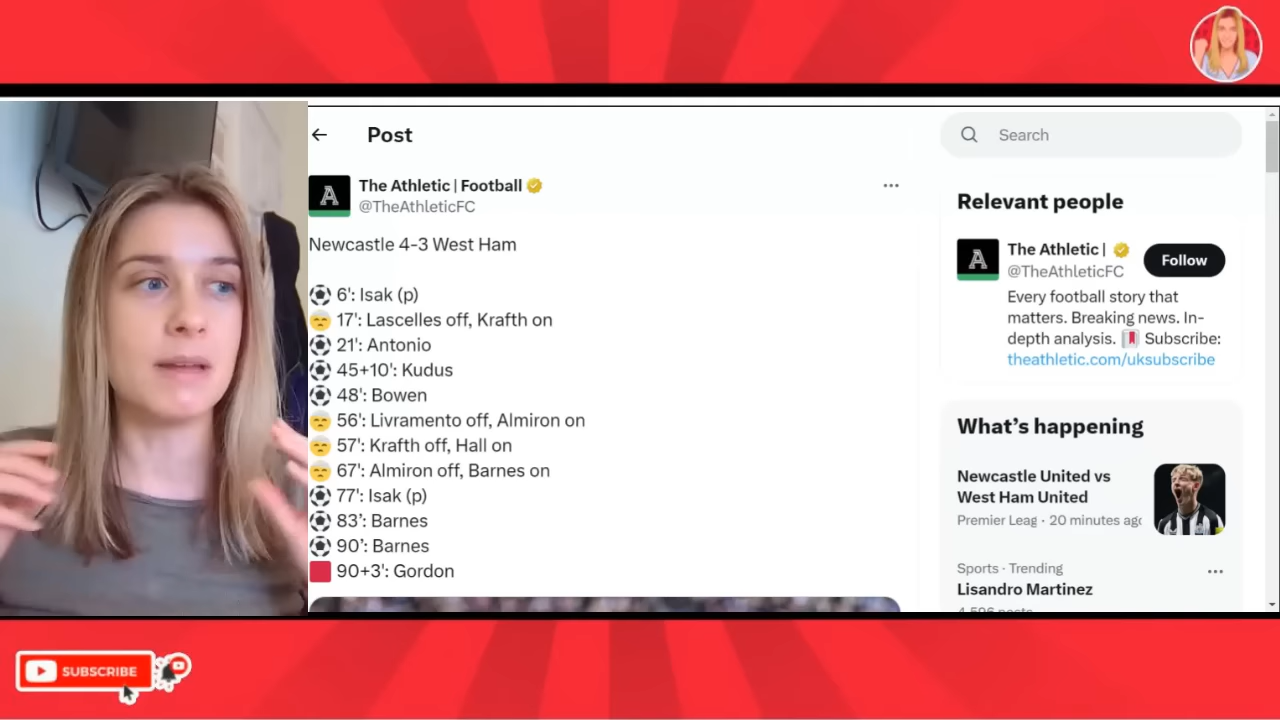 Post
Search
The Athletic | Football
@TheAthleticFC
Newcastle 4-3 West Ham
6': Isak (p)
17': Lascelles off, Krafth on
21': Antonio
45+10': Kudus
48': Bowen
56': Livramento off, Almiron on
57': Krafth off, Hall on
67': Almiron off, Barnes on
77': Isak (p)
83’: Barnes
90’: Barnes
90+3': Gordon
Relevant people
The Athletic |
@TheAthleticFC
Follow
Every football story that
matters. Breaking news. In-
depth analysis. Subscribe:
theathletic.com/uksubscribe
What’s happening
Newcastle United vs
West Ham United
Premier Leag · 20 minutes ago
Sports · Trending
Lisandro Martinez
4,596 posts
SUBSCRIBE